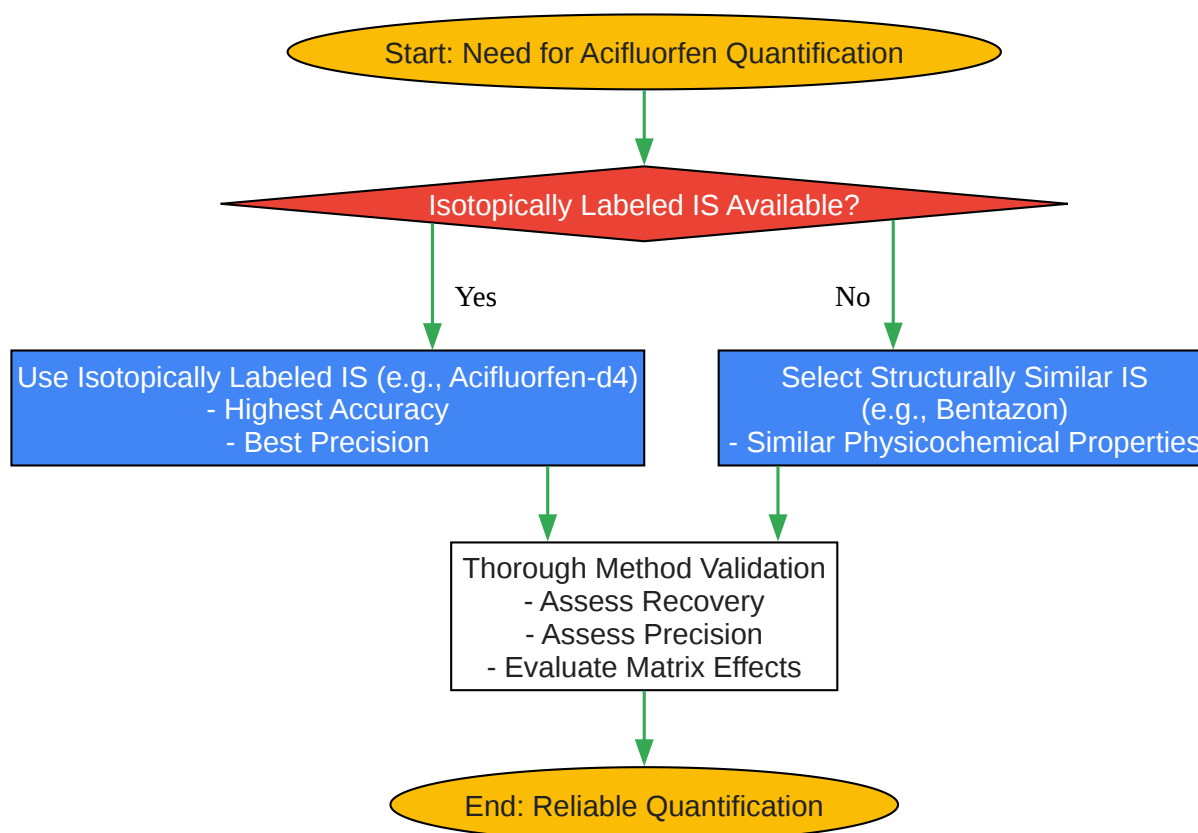 Start: Need for Acifluorfen Quantification
Isotopically Labeled IS Available?
Yes
No
Use Isotopically Labeled IS (e.g., Acifluorfen-d4)
- Highest Accuracy
- Best Precision
Select Structurally Similar IS
(e.g., Bentazon)
- Similar Physicochemical Properties
Thorough Method Validation
- Assess Recovery
- Assess Precision
- Evaluate Matrix Effects
End: Reliable Quantification